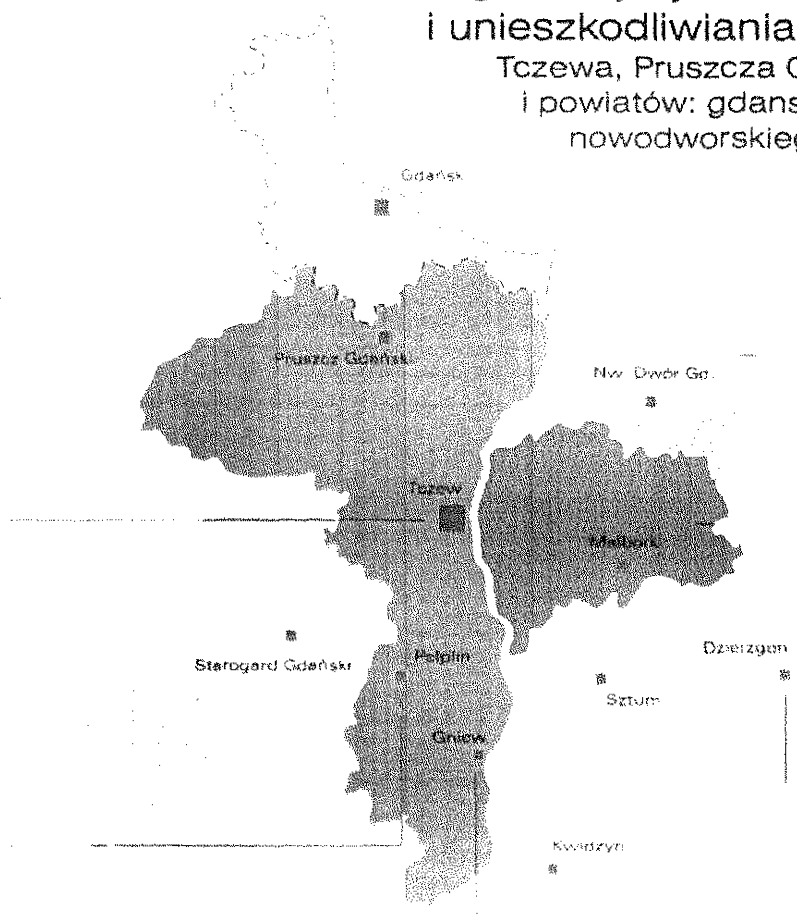 i unieszkodliwiania
Tczewa, Pruszcza G
i powiatów: gdańs
nowodworskieg
Gdańsk
Pruszcz Gdański
Nw. Dwór Gd.
Tczew
Malbork
Starogard Gdański
Pelplin
Dzierzgoń
Sztum
Gniew
Kwidzyn